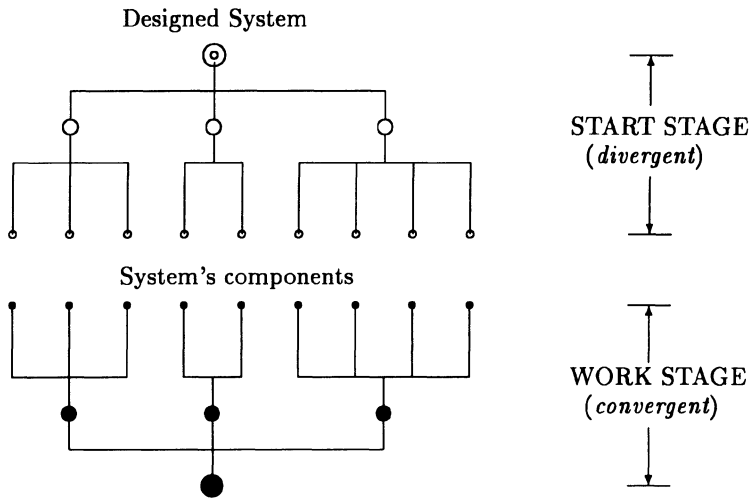 Designed System
START STAGE
(divergent)
System's components
WORK STAGE
(convergent)